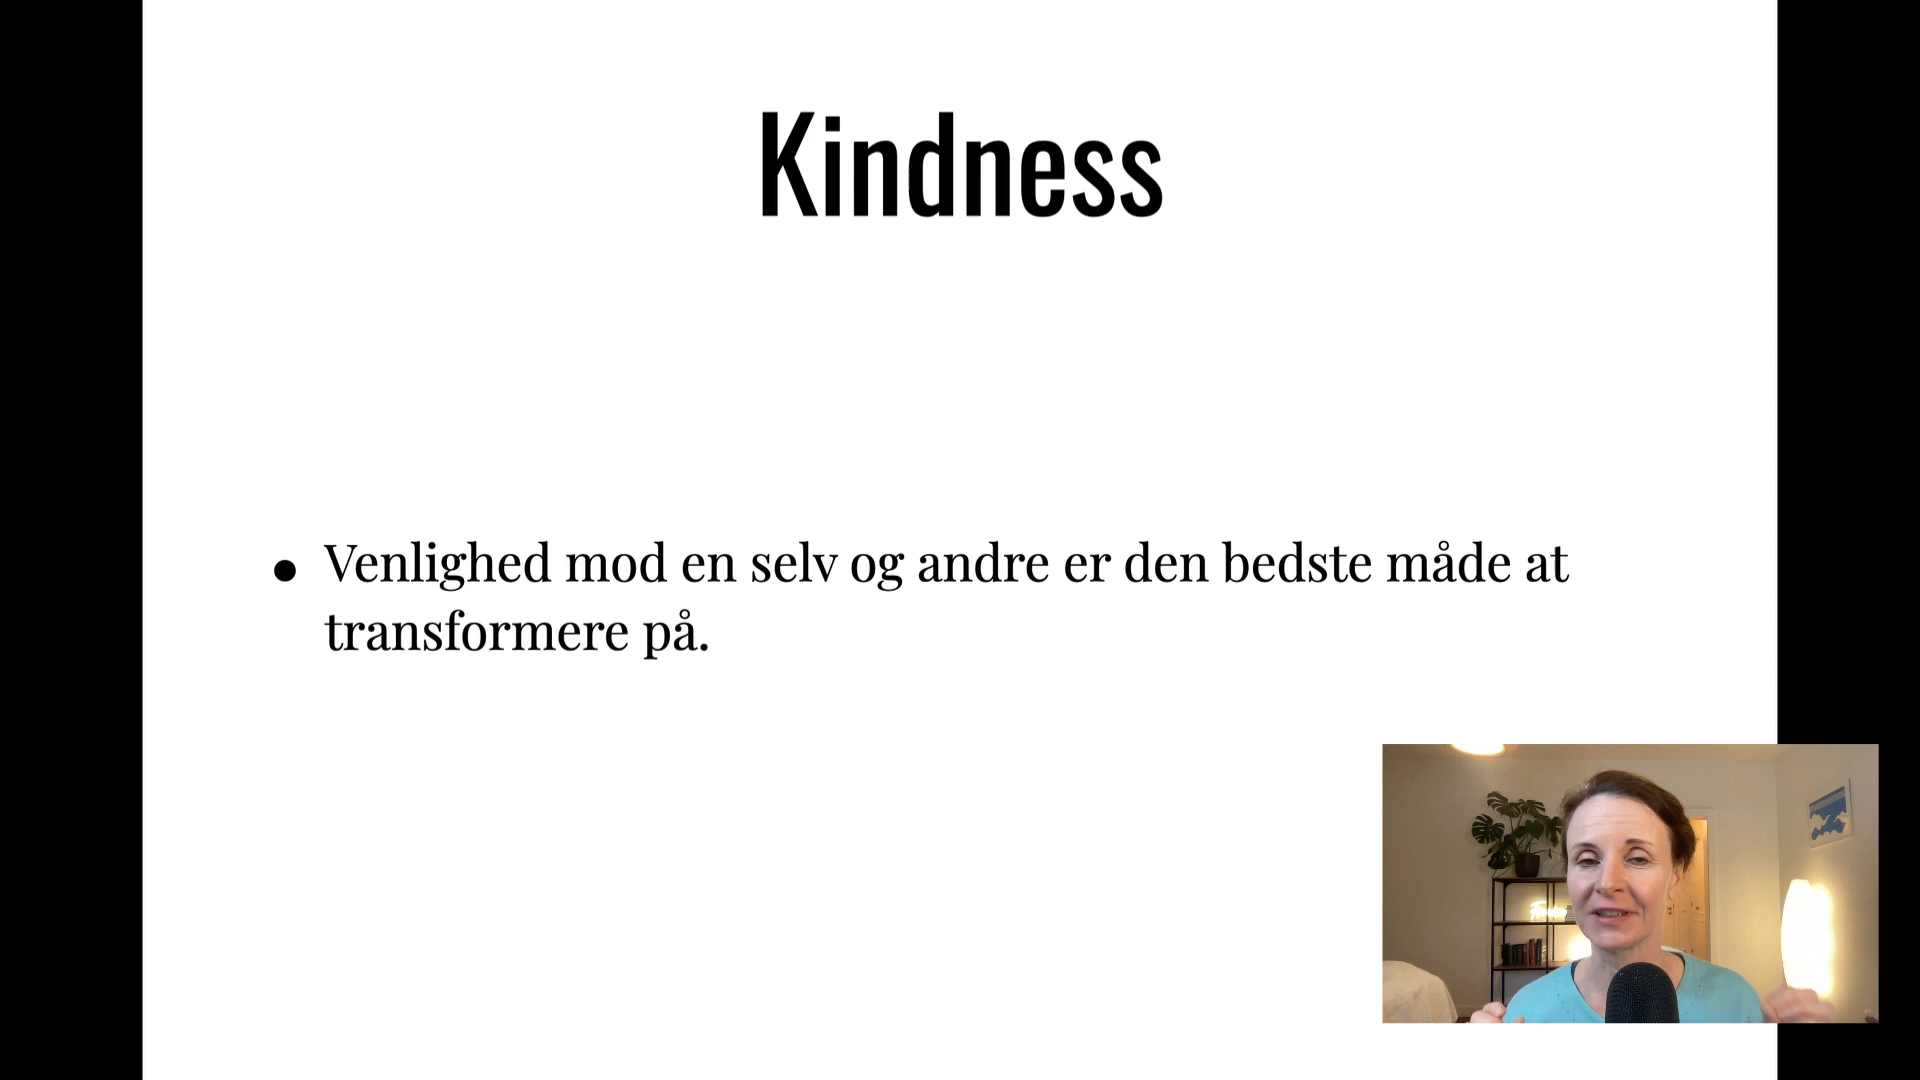 Kindness
• Venlighed mod en selv og andre er den bedste måde at
transformere på.